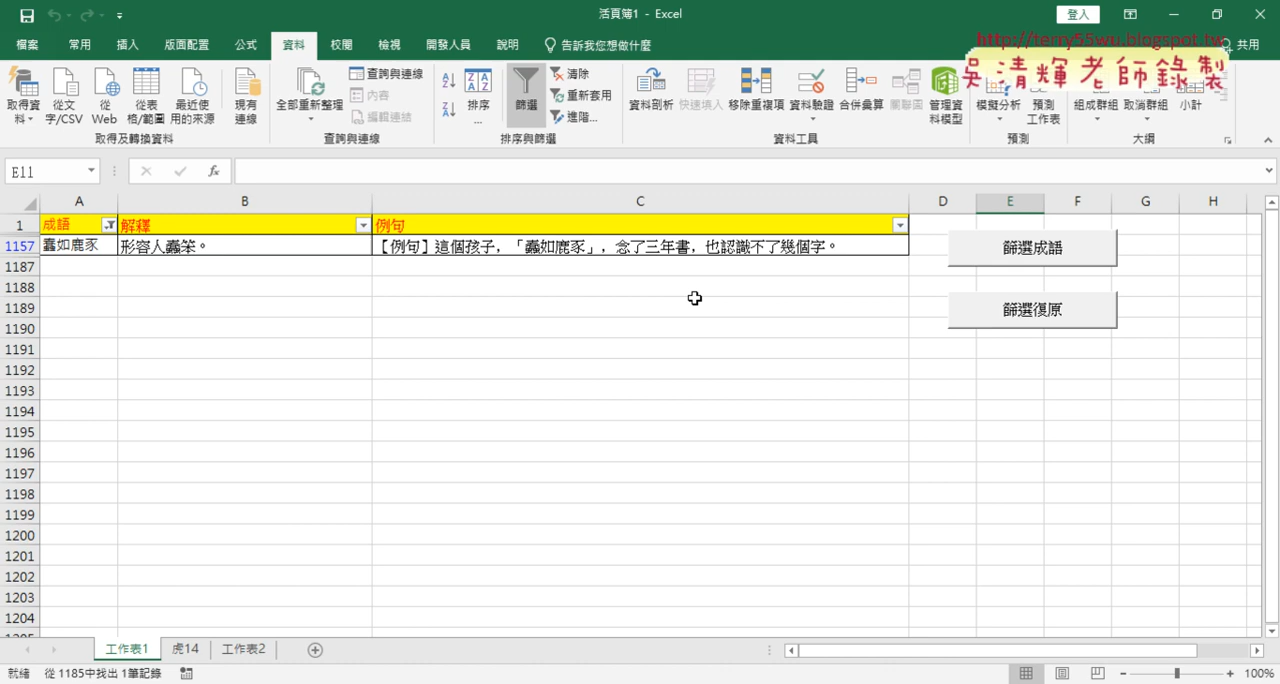 活頁簿1 - Excel
登入
http://terry55wu.blogspot.tw
檔案 常用 插入 版面配置 公式 資料 校閱 檢視 開發人員 說明 告訴我您想做什麼 共用
吳清輝老師錄製
取得資料 從文字/CSV 從 Web 從表格/範圍 最近使用的來源 現有連線
取得及轉換資料
全部重新整理 查詢與連線 內容 編輯連結
查詢與連線
排序... 篩選 清除 重新套用 進階...
排序與篩選
資料剖析 快速填入 移除重複項 資料驗證 合併彙算 關聯圖 管理資料模型
資料工具
模擬分析 預測工作表
預測
組成群組 取消群組 小計
大綱
E11 fx
A B C D E F G H
1 成語 解釋 例句
1157 蠢如鹿豕 形容人蠢笨。 【例句】這個孩子，「蠢如鹿豕」，念了三年書，也認識不了幾個字。
篩選成語
篩選復原
1187
1188
1189
1190
1191
1192
1193
1194
1195
1196
1197
1198
1199
1200
1201
1202
1203
1204
工作表1 虎14 工作表2
就緒 從 1185中找出 1筆記錄 100%